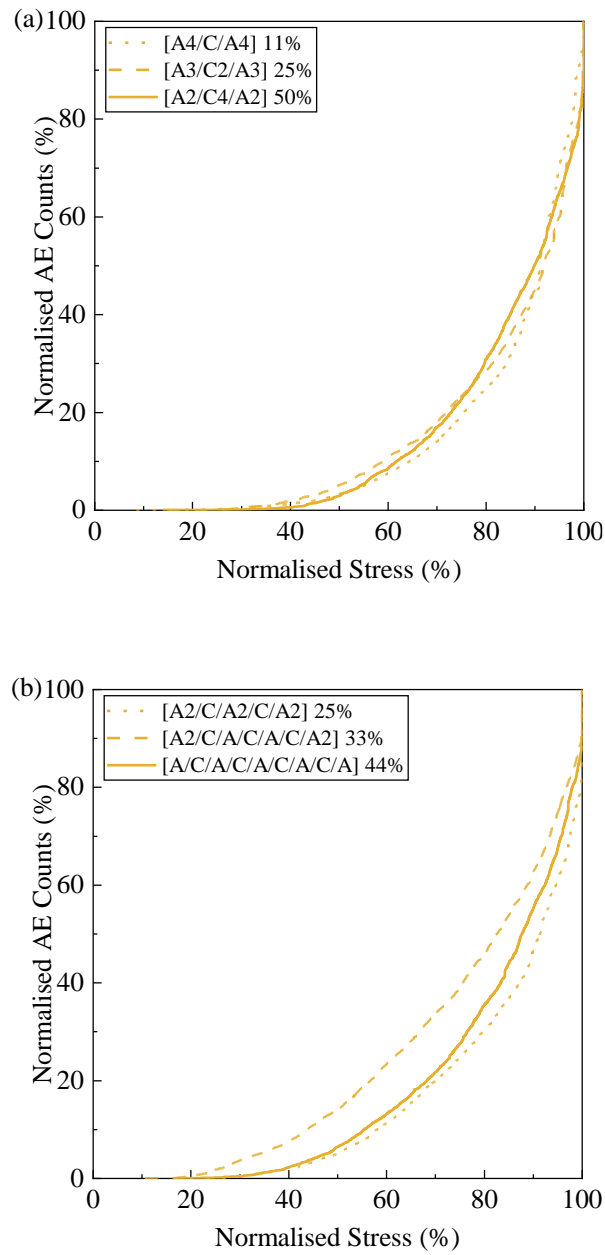 (a)
100
80
60
40
20
0
Normalised AE Counts (%)
[A4/C/A4] 11%
[A3/C2/A3] 25%
[A2/C4/A2] 50%
0 20 40 60 80 100
Normalised Stress (%)
(b)
100
80
60
40
20
0
Normalised AE Counts (%)
[A2/C/A2/C/A2] 25%
[A2/C/A/C/A/C/A2] 33%
[A/C/A/C/A/C/A/C/A] 44%
0 20 40 60 80 100
Normalised Stress (%)